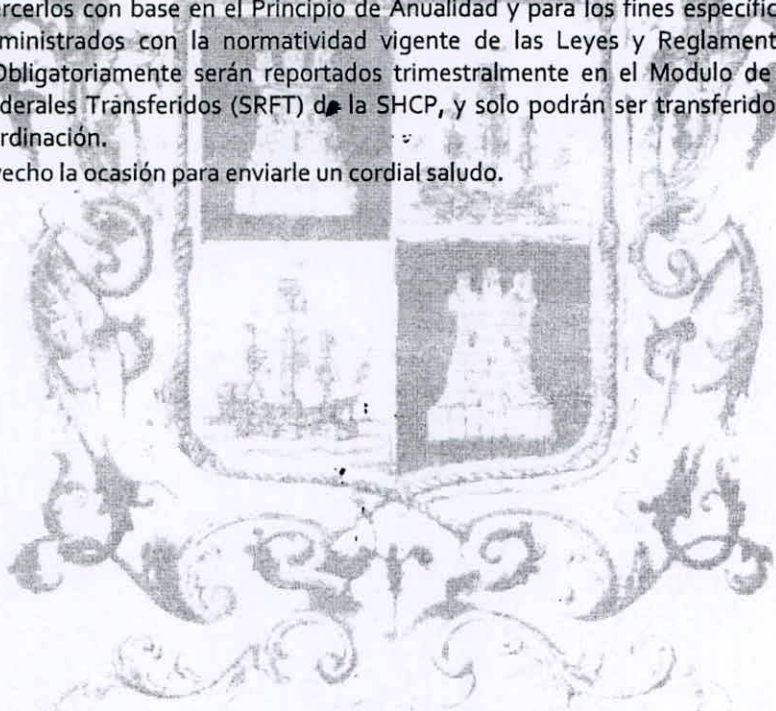 ercerlos con base en el Principio de Anualidad y para los fines específic
ministrados con la normatividad vigente de las Leyes y Reglament
Obligatoriamente serán reportados trimestralmente en el Modulo de
derales Transferidos (SRFT) de la SHCP, y solo podrán ser transferido
rdinación.
vecho la ocasión para enviarle un cordial saludo.